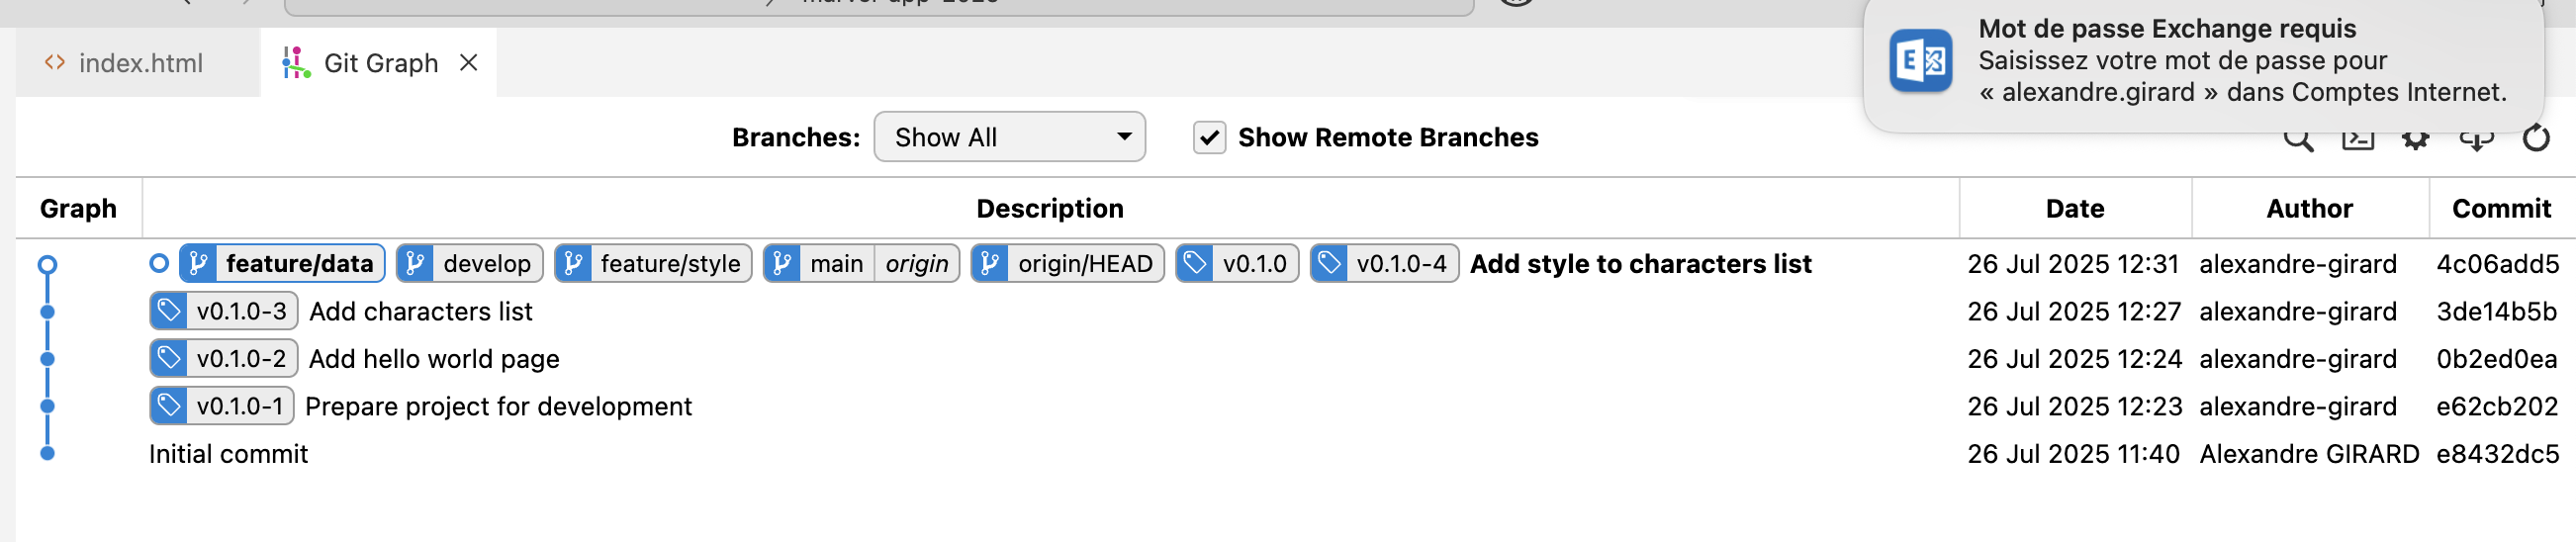 index.html
Git Graph
Mot de passe Exchange requis
Saisissez votre mot de passe pour
« alexandre.girard » dans Comptes Internet.
Branches: Show All Show Remote Branches
Graph Description Date Author Commit
feature/data develop feature/style main origin origin/HEAD v0.1.0 v0.1.0-4 Add style to characters list 26 Jul 2025 12:31 alexandre-girard 4c06add5
v0.1.0-3 Add characters list 26 Jul 2025 12:27 alexandre-girard 3de14b5b
v0.1.0-2 Add hello world page 26 Jul 2025 12:24 alexandre-girard 0b2ed0ea
v0.1.0-1 Prepare project for development 26 Jul 2025 12:23 alexandre-girard e62cb202
Initial commit 26 Jul 2025 11:40 Alexandre GIRARD e8432dc5